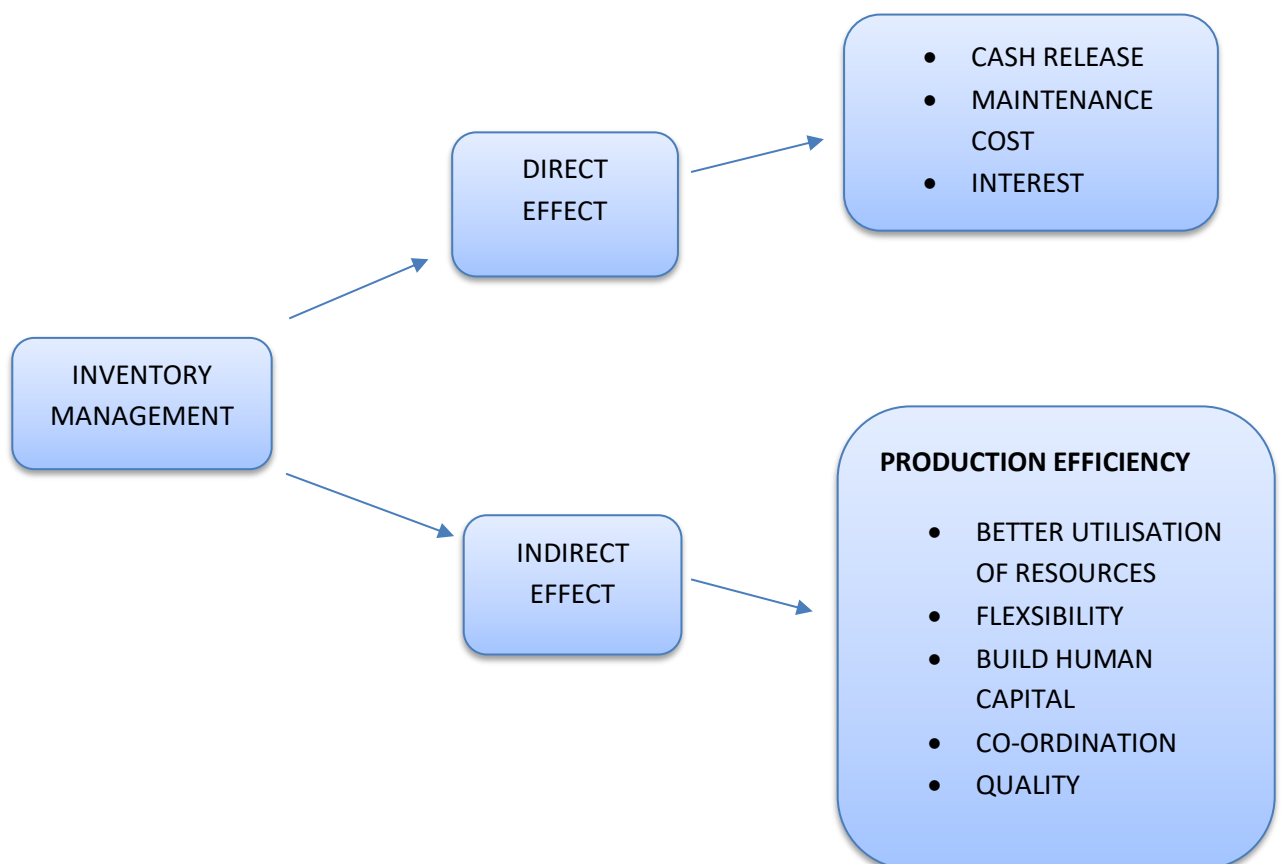 INVENTORY
MANAGEMENT
DIRECT
EFFECT
• CASH RELEASE
• MAINTENANCE
COST
• INTEREST
INDIRECT
EFFECT
PRODUCTION EFFICIENCY
• BETTER UTILISATION
OF RESOURCES
• FLEXSIBILITY
• BUILD HUMAN
CAPITAL
• CO-ORDINATION
• QUALITY